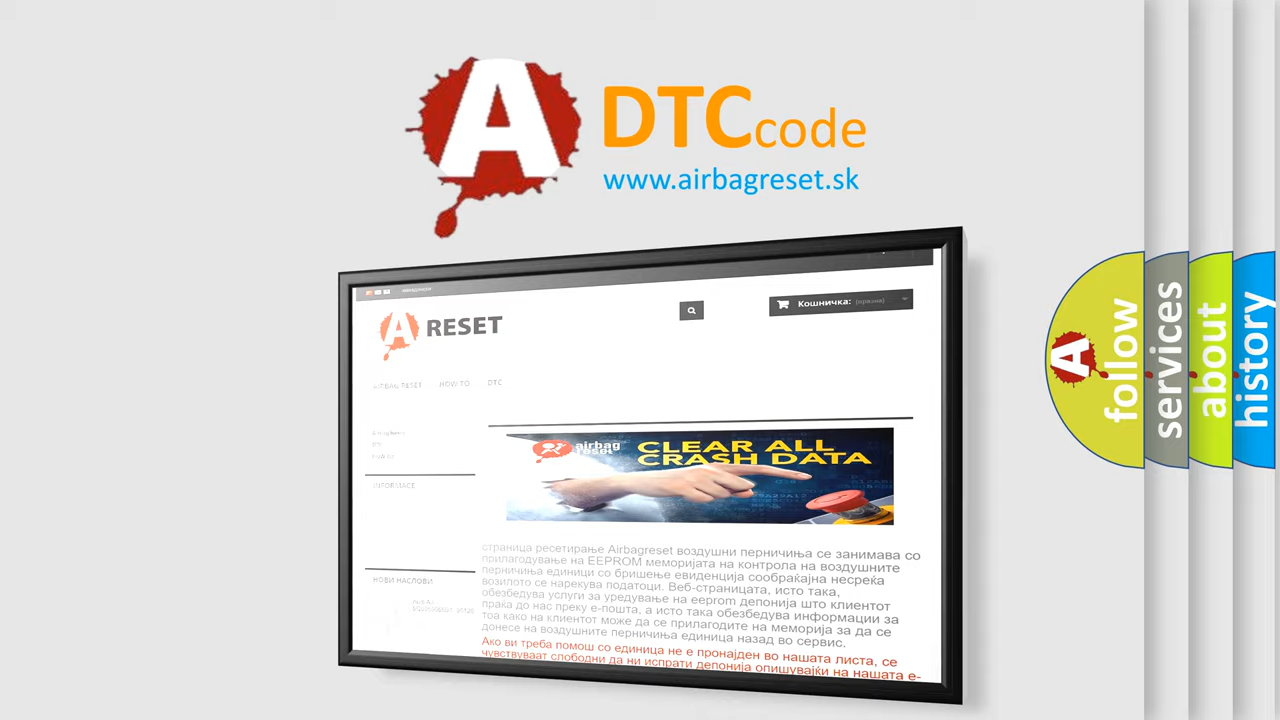 A
DTCcode
www.airbagreset.sk
A RESET
Кошничка: (празни)
AIRBAG RESET HOW TO DTC
INFORMACE
airbag
reset
CLEAR ALL
CRASH DATA
страница ресетирање Airbagreset воздушни перничиња се занимава со
прилагодување на EEPROM меморијата на контрола на воздушните
перничиња единици со бришење евиденција сообраќајна несреќа
возилото се нарекува податоци. Веб-страницата, исто така,
обезбедува услуги за уредување на eeprom депонија што клиентот
праќа до нас преку е-пошта, а исто така обезбедува информации за
тоа како на клиентот може да се прилагодите на меморија за да се
донесе на воздушните перничиња единица назад во сервис.
Ако ви треба помош со единица не е пронајден во нашата листа, се
чувствуваат слободни да ни испрати депонија опишувајќи на нашата е-
НОВИ НАСЛОВИ
A
follow
services
about
history